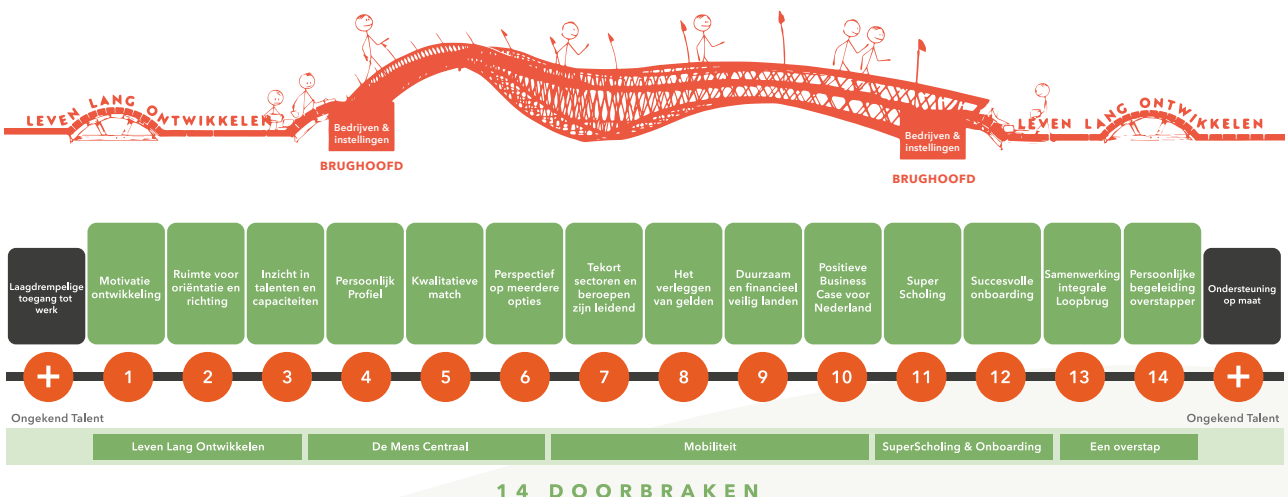 LEVEN LANG ONTWIKKELEN
Bedrijven &
instellingen
BRUGHOOFD
Bedrijven &
instellingen
BRUGHOOFD
LEVEN LANG ONTWIKKELEN
Laagdrempelige
toegang tot
werk
Motivatie
ontwikkeling
Ruimte voor
oriëntatie en
richting
Inzicht in
talenten en
capaciteiten
Persoonlijk
Profiel
Kwalitatieve
match
Perspectief
op meerdere
opties
Tekort
sectoren en
beroepen
zijn leidend
Het
verleggen
van gelden
Duurzaam
en financieel
veilig landen
Positieve
Business
Case voor
Nederland
Super
Scholing
Succesvolle
onboarding
Samenwerking
integrale
Loopbrug
Persoonlijke
begeleiding
overstapper
Ondersteuning
op maat
+ 1 2 3 4 5 6 7 8 9 10 11 12 13 14 +
Ongekend Talent
Ongekend Talent
Leven Lang Ontwikkelen
De Mens Centraal
Mobiliteit
SuperScholing & Onboarding
Een overstap
14 DOORBRAKEN